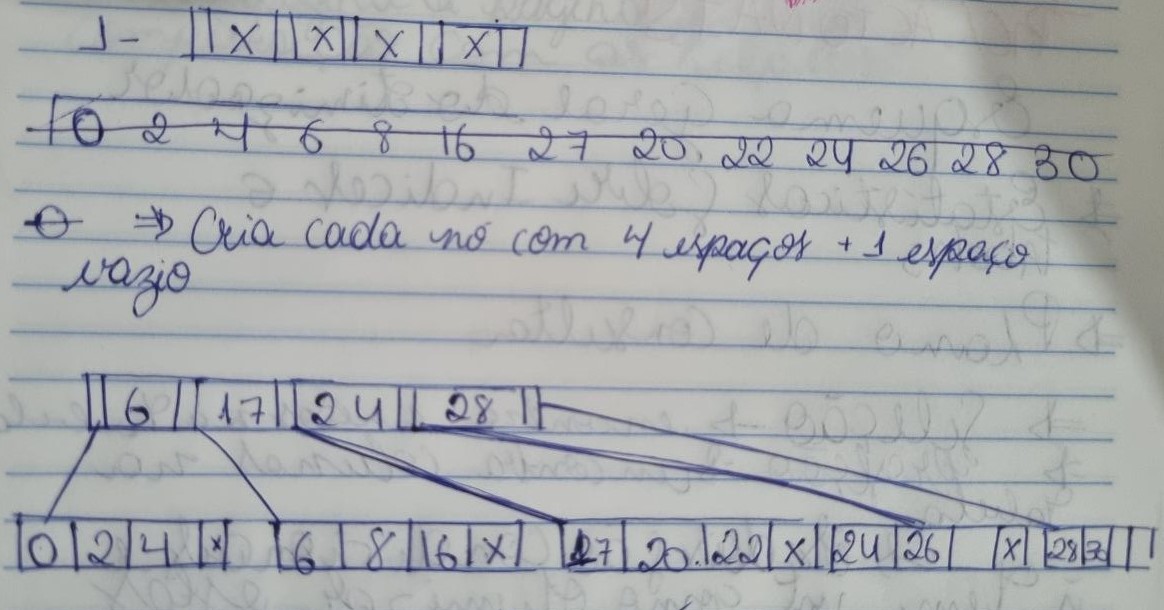 1- | | X | | X | | X | | X | |
0 2 4 6 8 16 27 20 22 24 26 28 30
⇒ Cria cada nó com 4 espaços + 1 espaço
vazio
|| 6 || 17 || 24 || 28 ||
| 0 | 2 | 4 | x | | 6 | 8 | 16 | X | | 27 | 20 | 22 | X | | 24 | 26 | | X | | 28 | 30 | | |